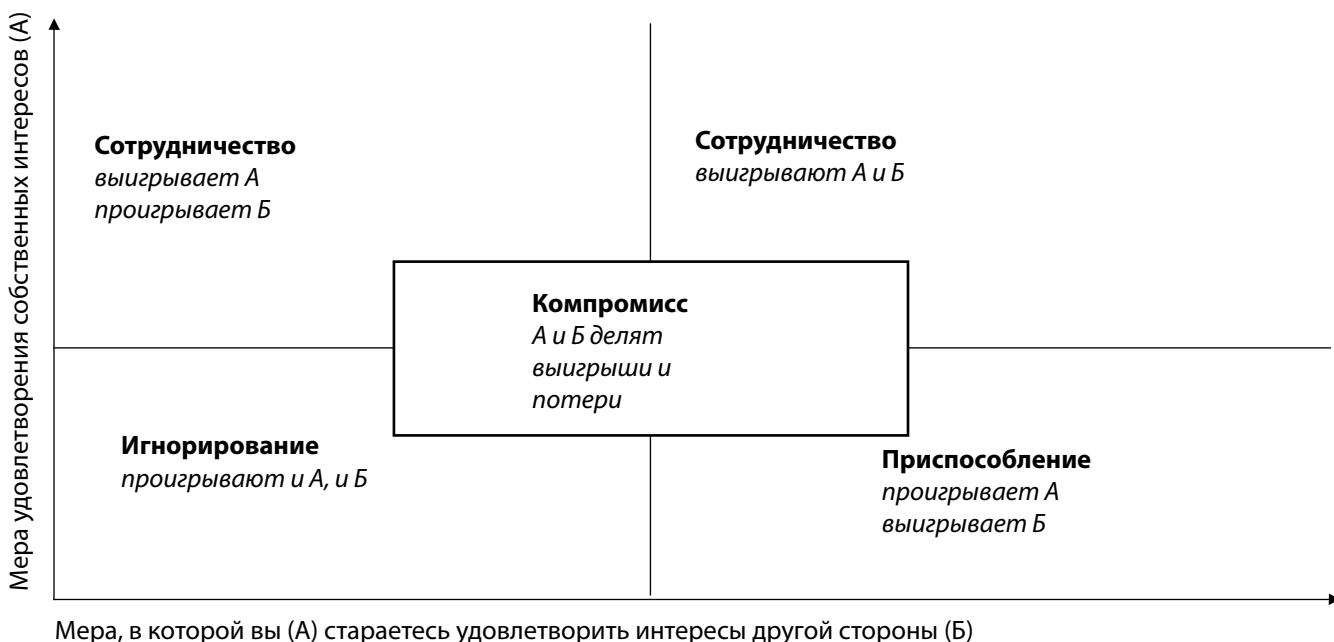 Мера удовлетворения собственных интересов (А)
Сотрудничество
выигрывает А
проигрывает Б
Сотрудничество
выигрывают А и Б
Компромисс
А и Б делят
выигрыши и
потери
Игнорирование
проигрывают и А, и Б
Приспособление
проигрывает А
выигрывает Б
Мера, в которой вы (А) стараетесь удовлетворить интересы другой стороны (Б)